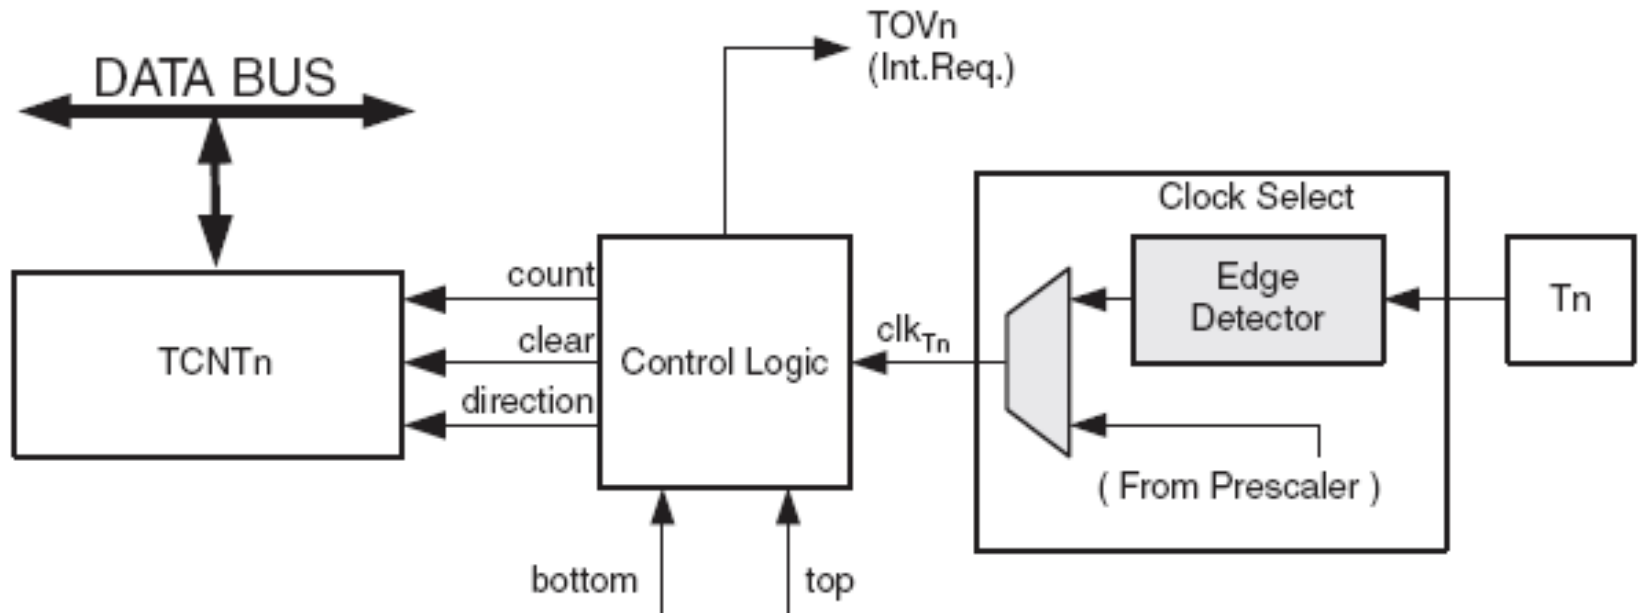 TOVn
(Int.Req.)
DATA BUS
Clock Select
Edge
Detector
Tn
count
clear
direction
TCNTn
Control Logic
clkTn
( From Prescaler )
bottom
top